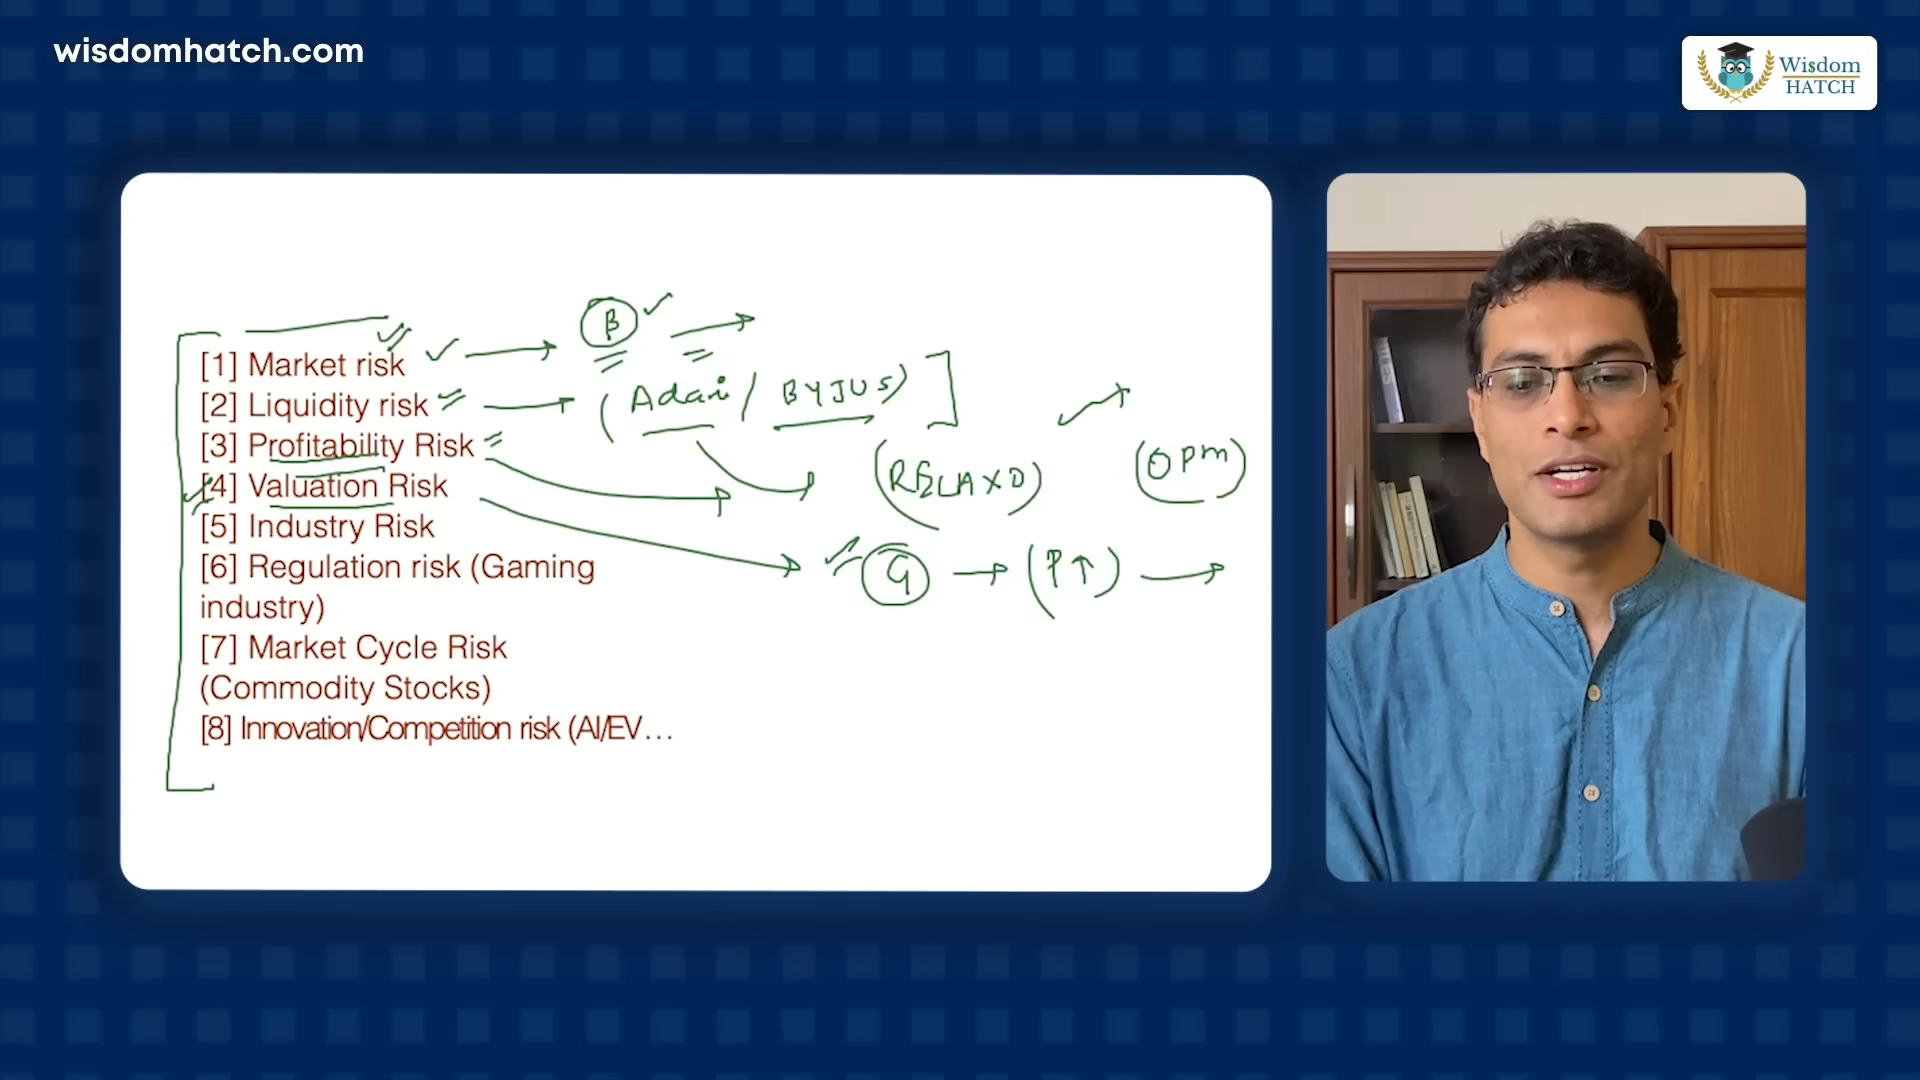 wisdomhatch.com
Wisdom
HATCH
β
[1] Market risk
(Adani / BYJUS)
[2] Liquidity risk
[3] Profitability Risk
(RELAXO)
(OPM)
[4] Valuation Risk
[5] Industry Risk
G → (P↑) →
[6] Regulation risk (Gaming
industry)
[7] Market Cycle Risk
(Commodity Stocks)
[8] Innovation/Competition risk (AI/EV…